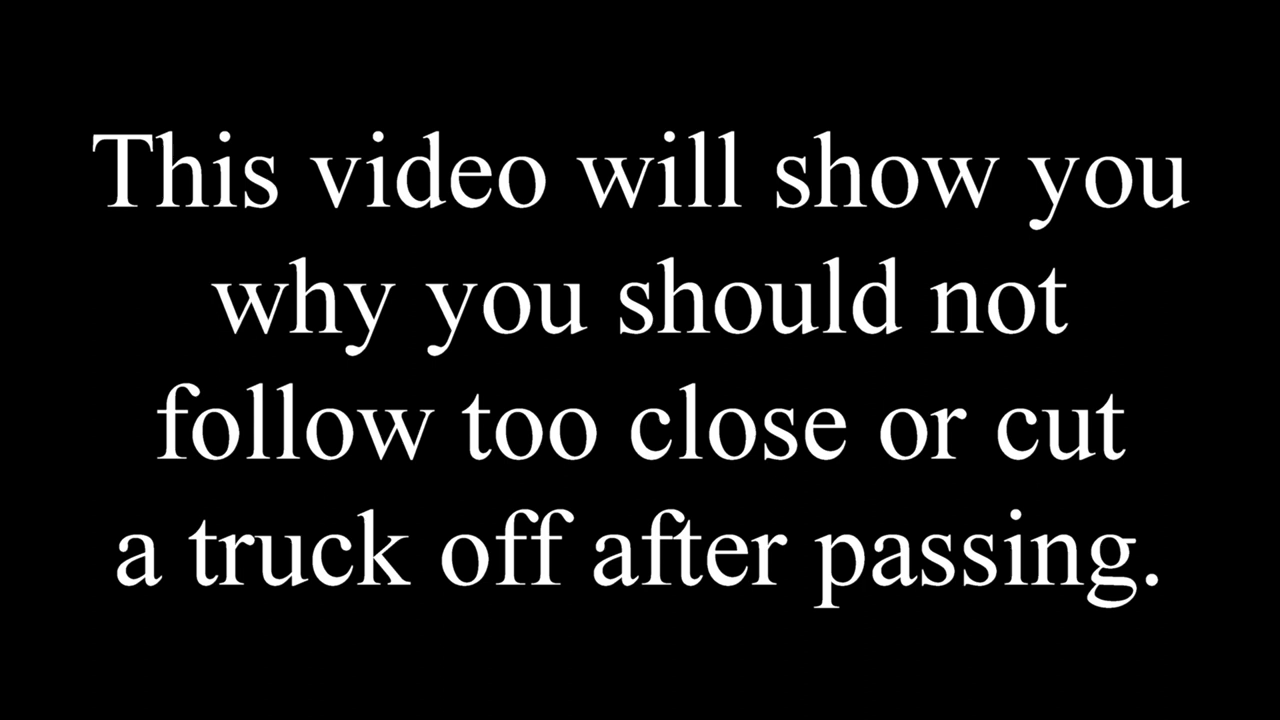 This video will show you
why you should not
follow too close or cut
a truck off after passing.